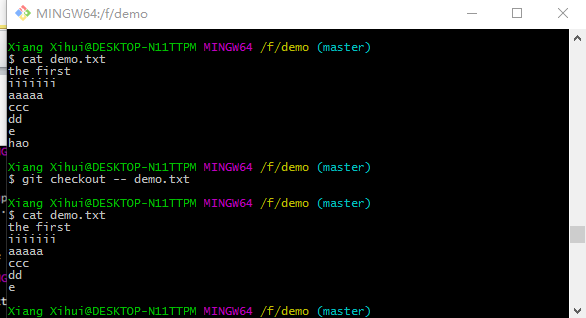 MINGW64:/f/demo
Xiang Xihui@DESKTOP-N11TTPM MINGW64 /f/demo (master)
$ cat demo.txt
the first
iiiiiii
aaaaa
ccc
dd
e
hao
Xiang Xihui@DESKTOP-N11TTPM MINGW64 /f/demo (master)
$ git checkout -- demo.txt
Xiang Xihui@DESKTOP-N11TTPM MINGW64 /f/demo (master)
$ cat demo.txt
the first
iiiiiii
aaaaa
ccc
dd
e
Xiang Xihui@DESKTOP-N11TTPM MINGW64 /f/demo (master)